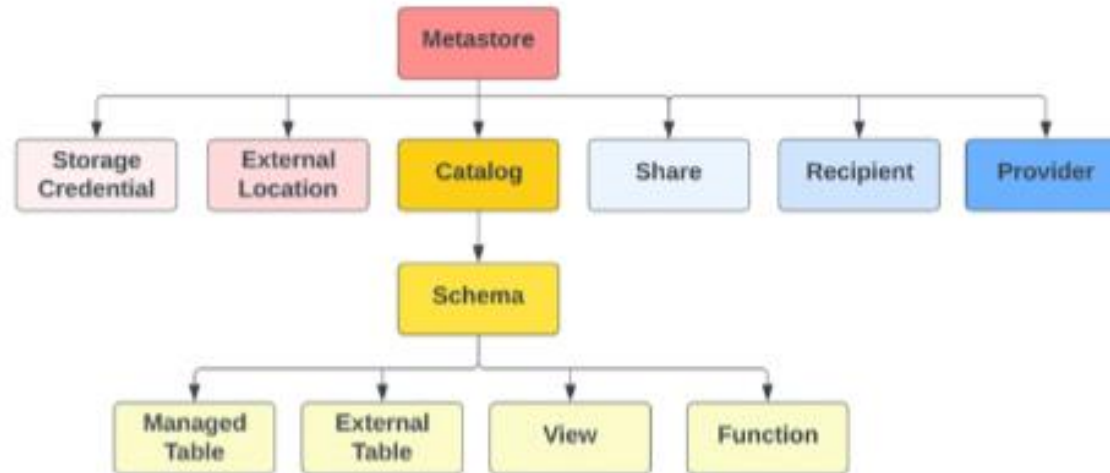 Metastore
Storage
Credential
External
Location
Catalog
Share
Recipient
Provider
Schema
Managed
Table
External
Table
View
Function